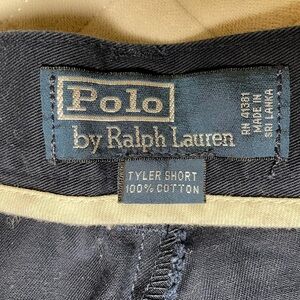 Polo
by Ralph Lauren
RN 41381
MADE IN
SRI LANKA
TYLER SHORT
100% COTTON